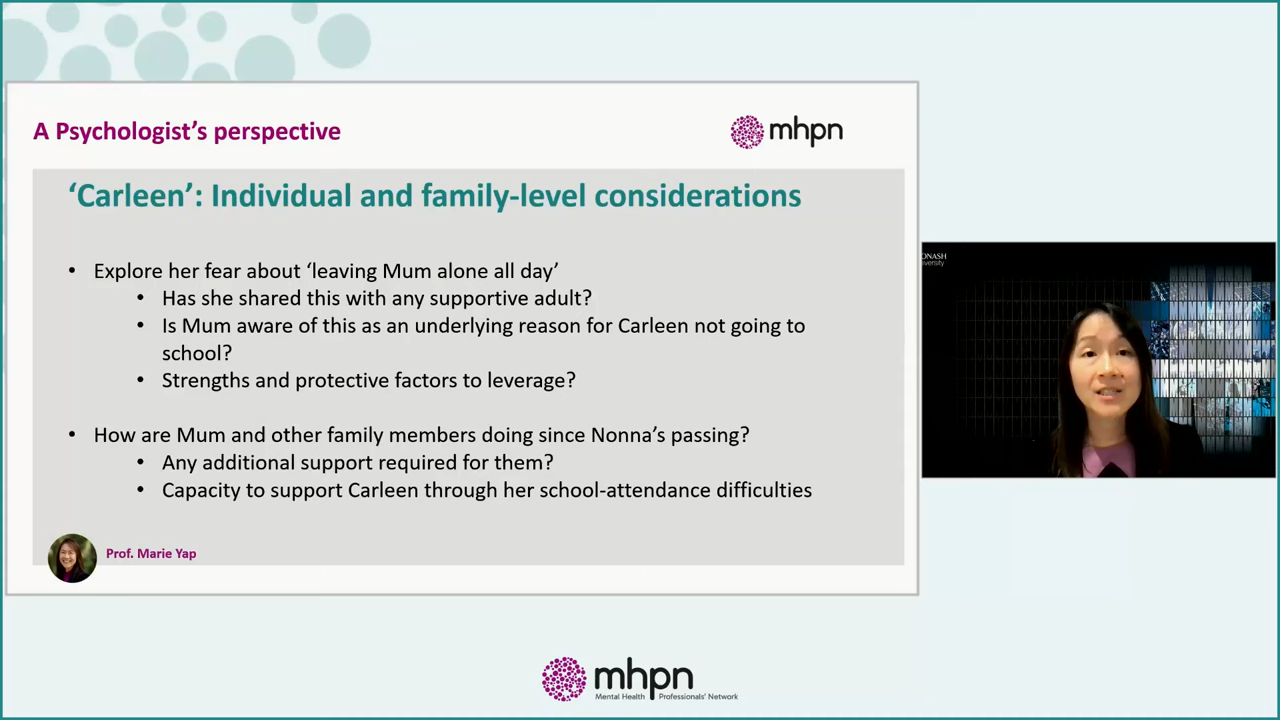 A Psychologist's perspective
mhpn
'Carleen': Individual and family-level considerations
• Explore her fear about 'leaving Mum alone all day'
• Has she shared this with any supportive adult?
• Is Mum aware of this as an underlying reason for Carleen not going to
school?
• Strengths and protective factors to leverage?
• How are Mum and other family members doing since Nonna's passing?
• Any additional support required for them?
• Capacity to support Carleen through her school-attendance difficulties
Prof. Marie Yap
ONASH
iversity
mhpn
Mental Health Professionals' Network